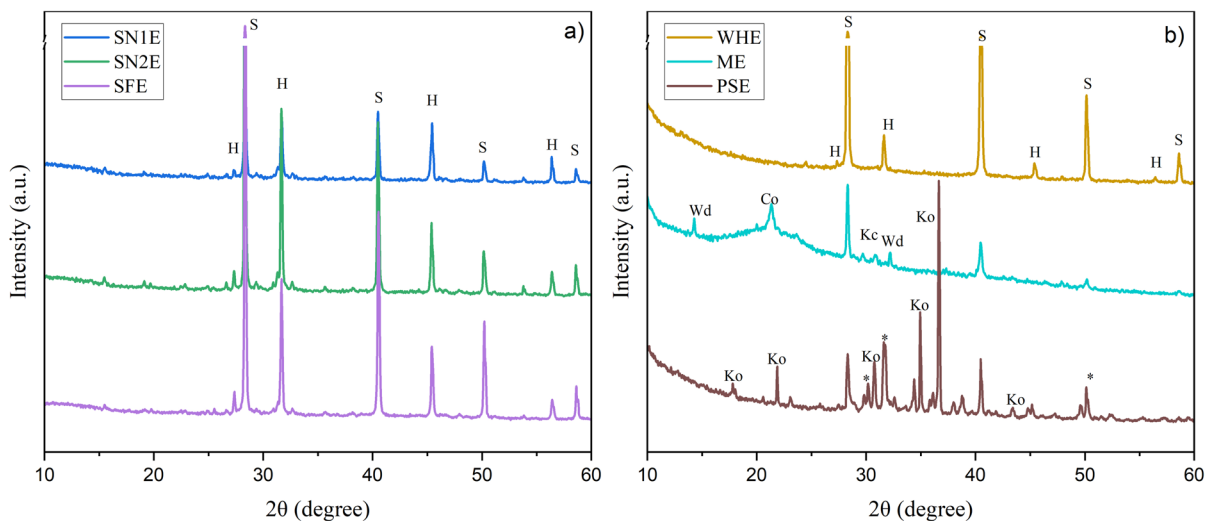 a)
SN1E
SN2E
SFE
S
H
H
S
H
S
H
S
Intensity (a.u.)
10 20 30 40 50 60
2θ (degree)
b)
WHE
ME
PSE
S
S
S
H
H
H
H
S
Wd
Co
Kc
Wd
Ko
Ko
Ko
Ko
Ko
Ko
*
*
*
Intensity (a.u.)
10 20 30 40 50 60
2θ (degree)